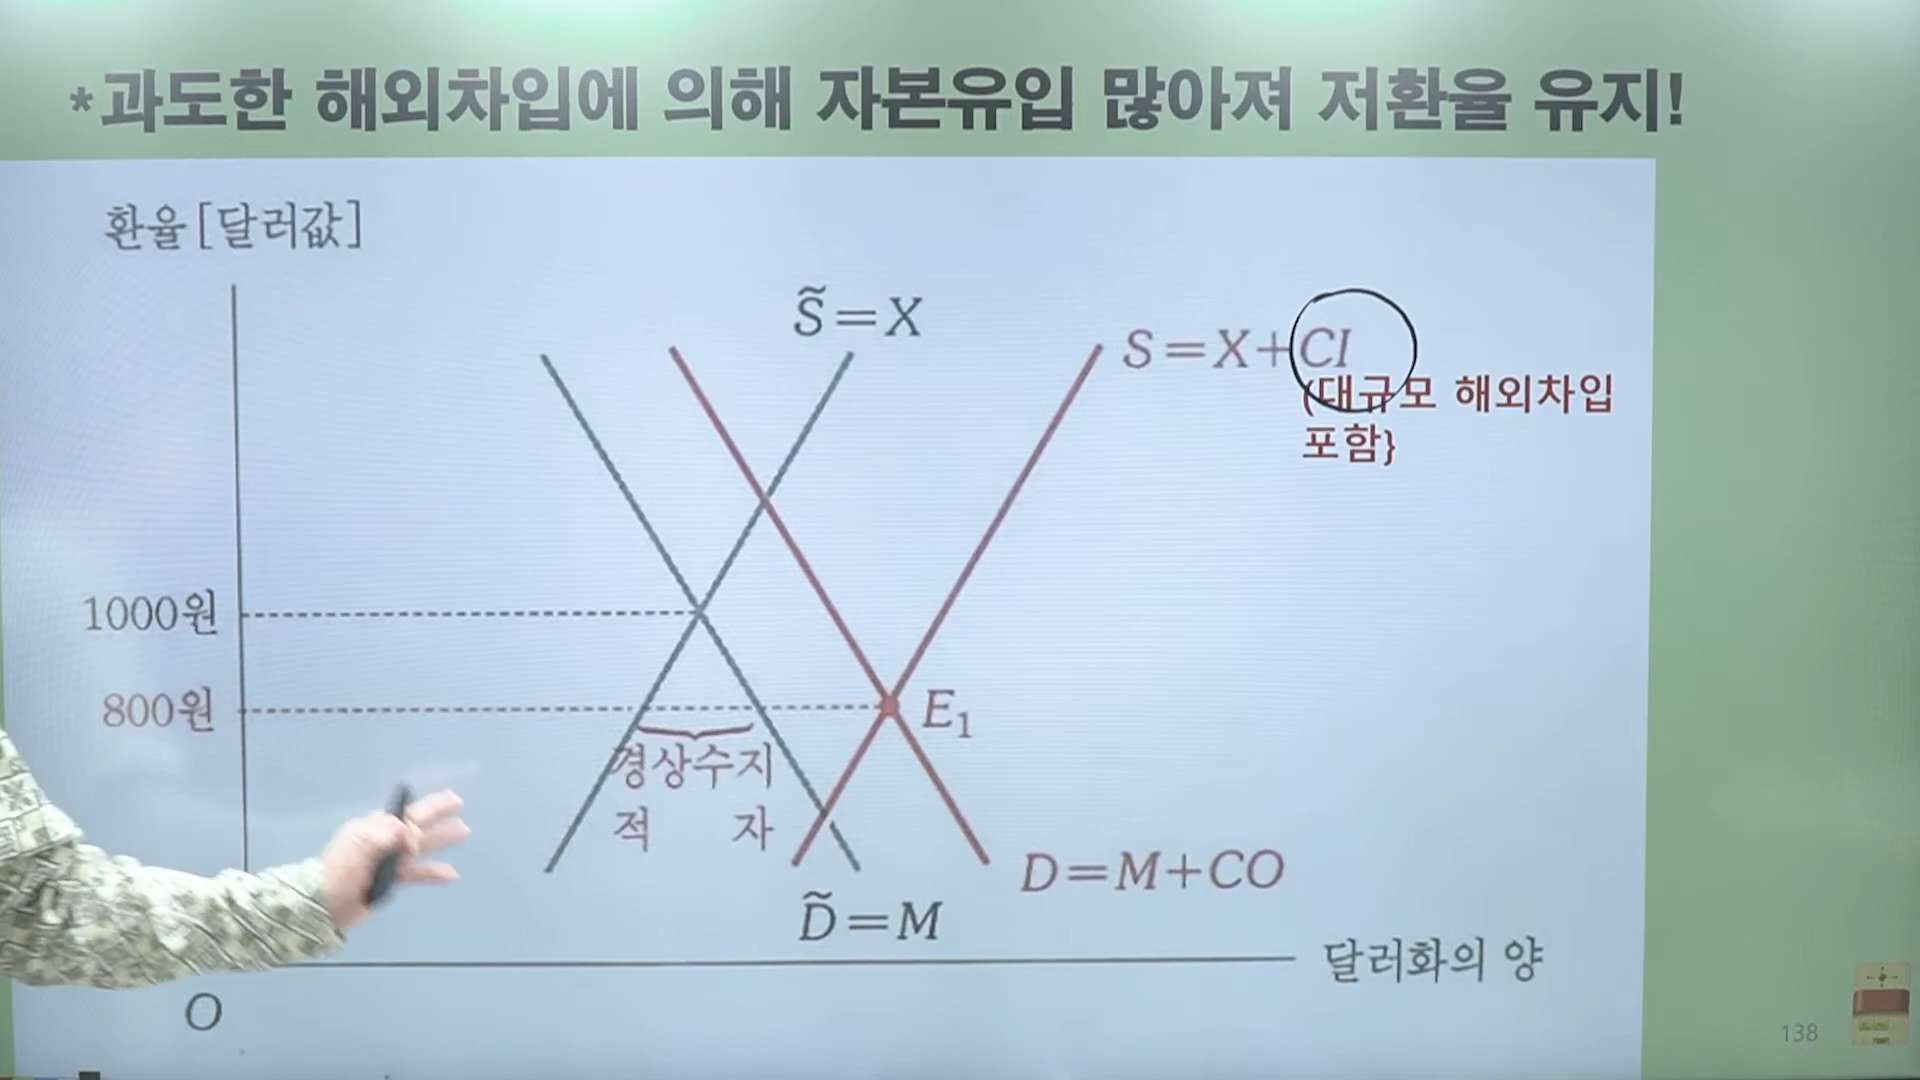 *과도한 해외차입에 의해 자본유입 많아져 저환율 유지!
환율[달러값]
S̃=X
S=X+CI
(대규모 해외차입
포함}
1000원
800원
E₁
경상수지
적 자
D=M+CO
D̃=M
달러화의 양
O
138